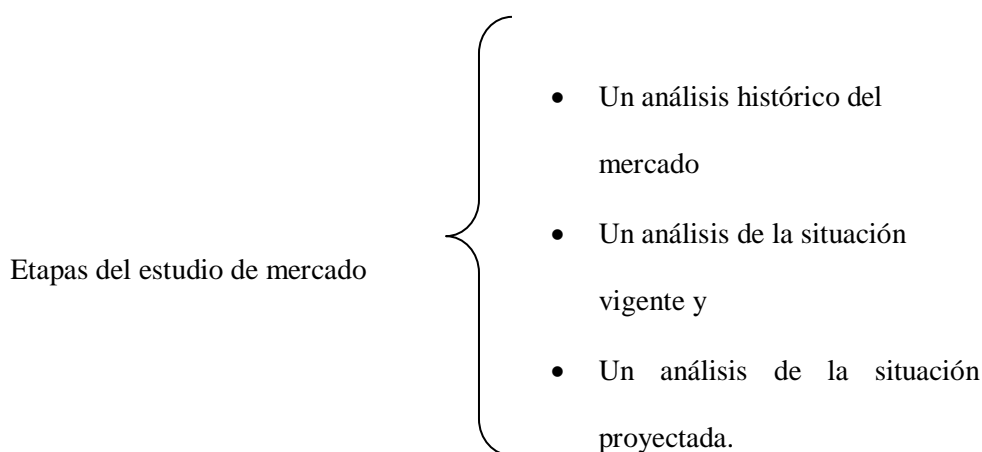 Etapas del estudio de mercado
• Un análisis histórico del
mercado
• Un análisis de la situación
vigente y
• Un análisis de la situación
proyectada.